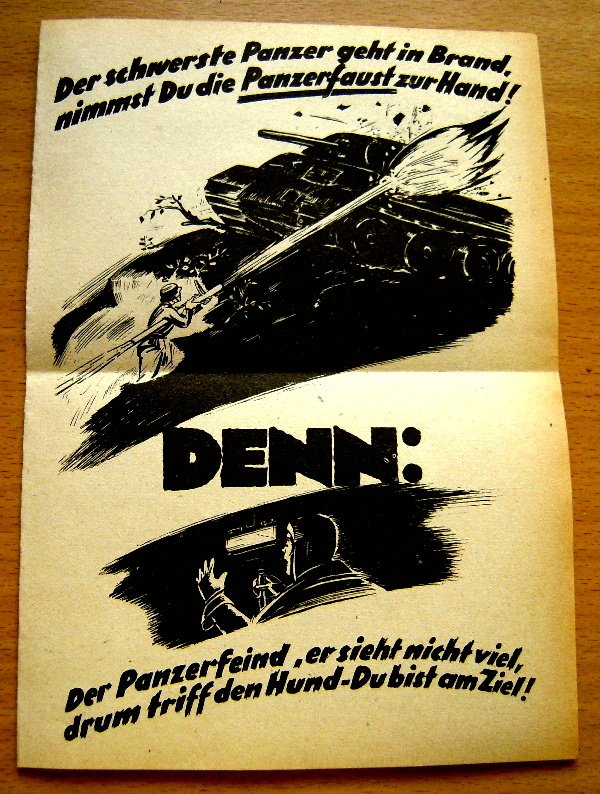 Der schwerste Panzer geht in Brand,
nimmst Du die Panzerfaust zur Hand!
DENN:
Der Panzerfeind, er sieht nicht viel,
drum triff den Hund-Du bist am Ziel!